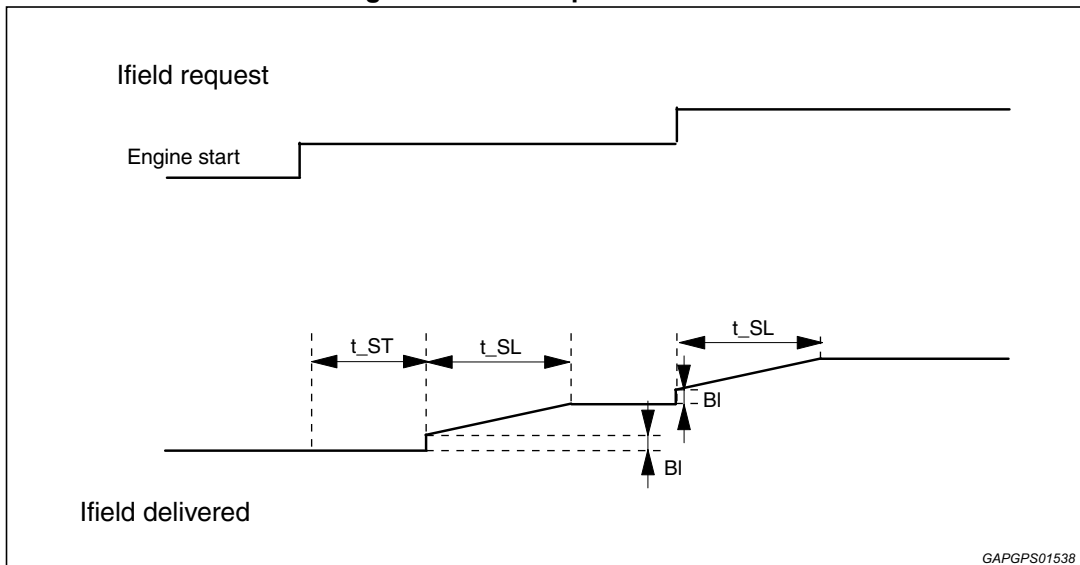 Ifield request
Engine start
t_ST
t_SL
t_SL
BI
BI
Ifield delivered
GAPGPS01538